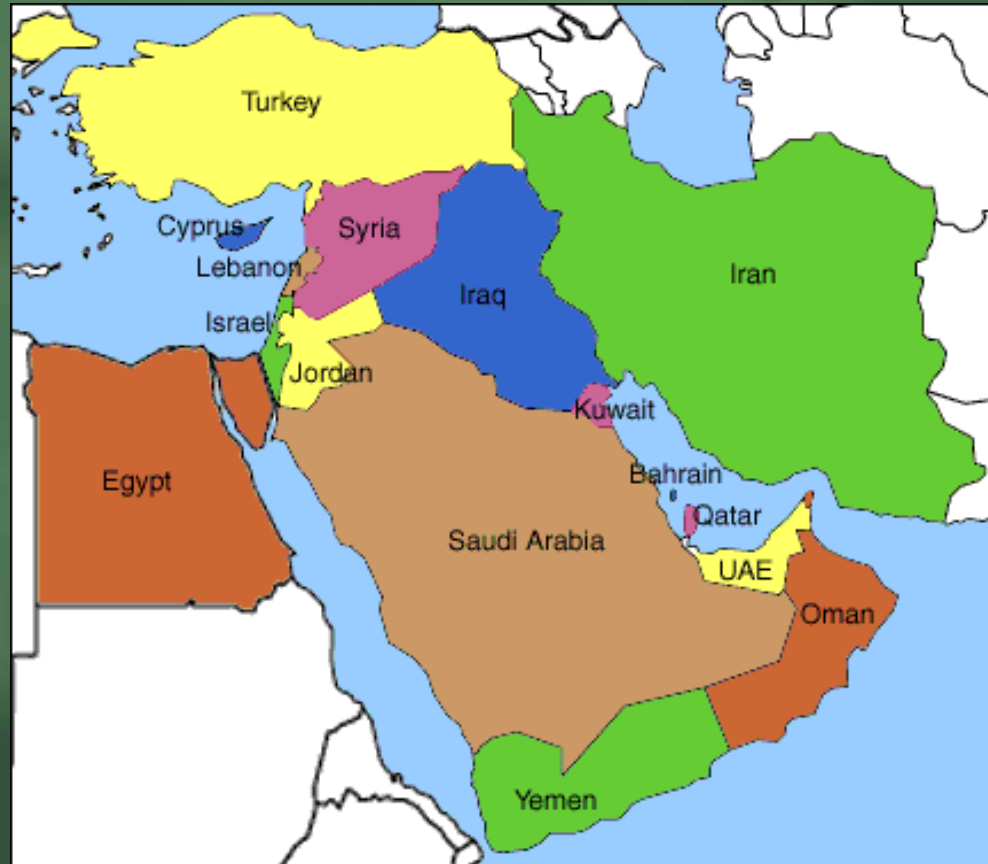 Turkey
Cyprus
Syria
Lebanon
Iran
Iraq
Israel
Jordan
Kuwait
Bahrain
Egypt
Qatar
Saudi Arabia
UAE
Oman
Yemen